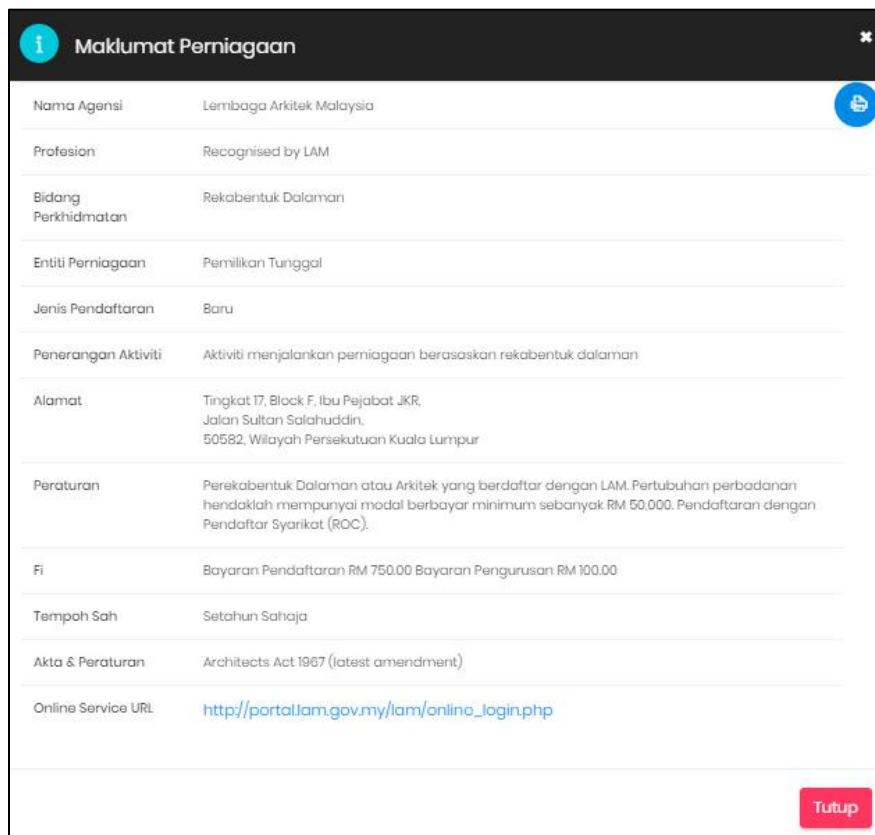 Maklumat Perniagaan
Nama Agensi Lembaga Arkitek Malaysia
Profesion Recognised by LAM
Bidang Perkhidmatan Rekabentuk Dalaman
Entiti Perniagaan Pemilikan Tunggal
Jenis Pendaftaran Baru
Penerangan Aktiviti Aktiviti menjalankan perniagaan berasaskan rekabentuk dalaman
Alamat Tingkat 17, Block F, Ibu Pejabat JKR,
Jalan Sultan Salahuddin,
50582, Wilayah Persekutuan Kuala Lumpur
Peraturan Perekabentuk Dalaman atau Arkitek yang berdaftar dengan LAM. Pertubuhan perbadanan
hendaklah mempunyai modal berbayar minimum sebanyak RM 50,000. Pendaftaran dengan
Pendaftar Syarikat (ROC).
Fi Bayaran Pendaftaran RM 750.00 Bayaran Pengurusan RM 100.00
Tempoh Sah Setahun Sahaja
Akta & Peraturan Architects Act 1967 (latest amendment)
Online Service URL http://portal.lam.gov.my/lam/online_login.php
Tutup